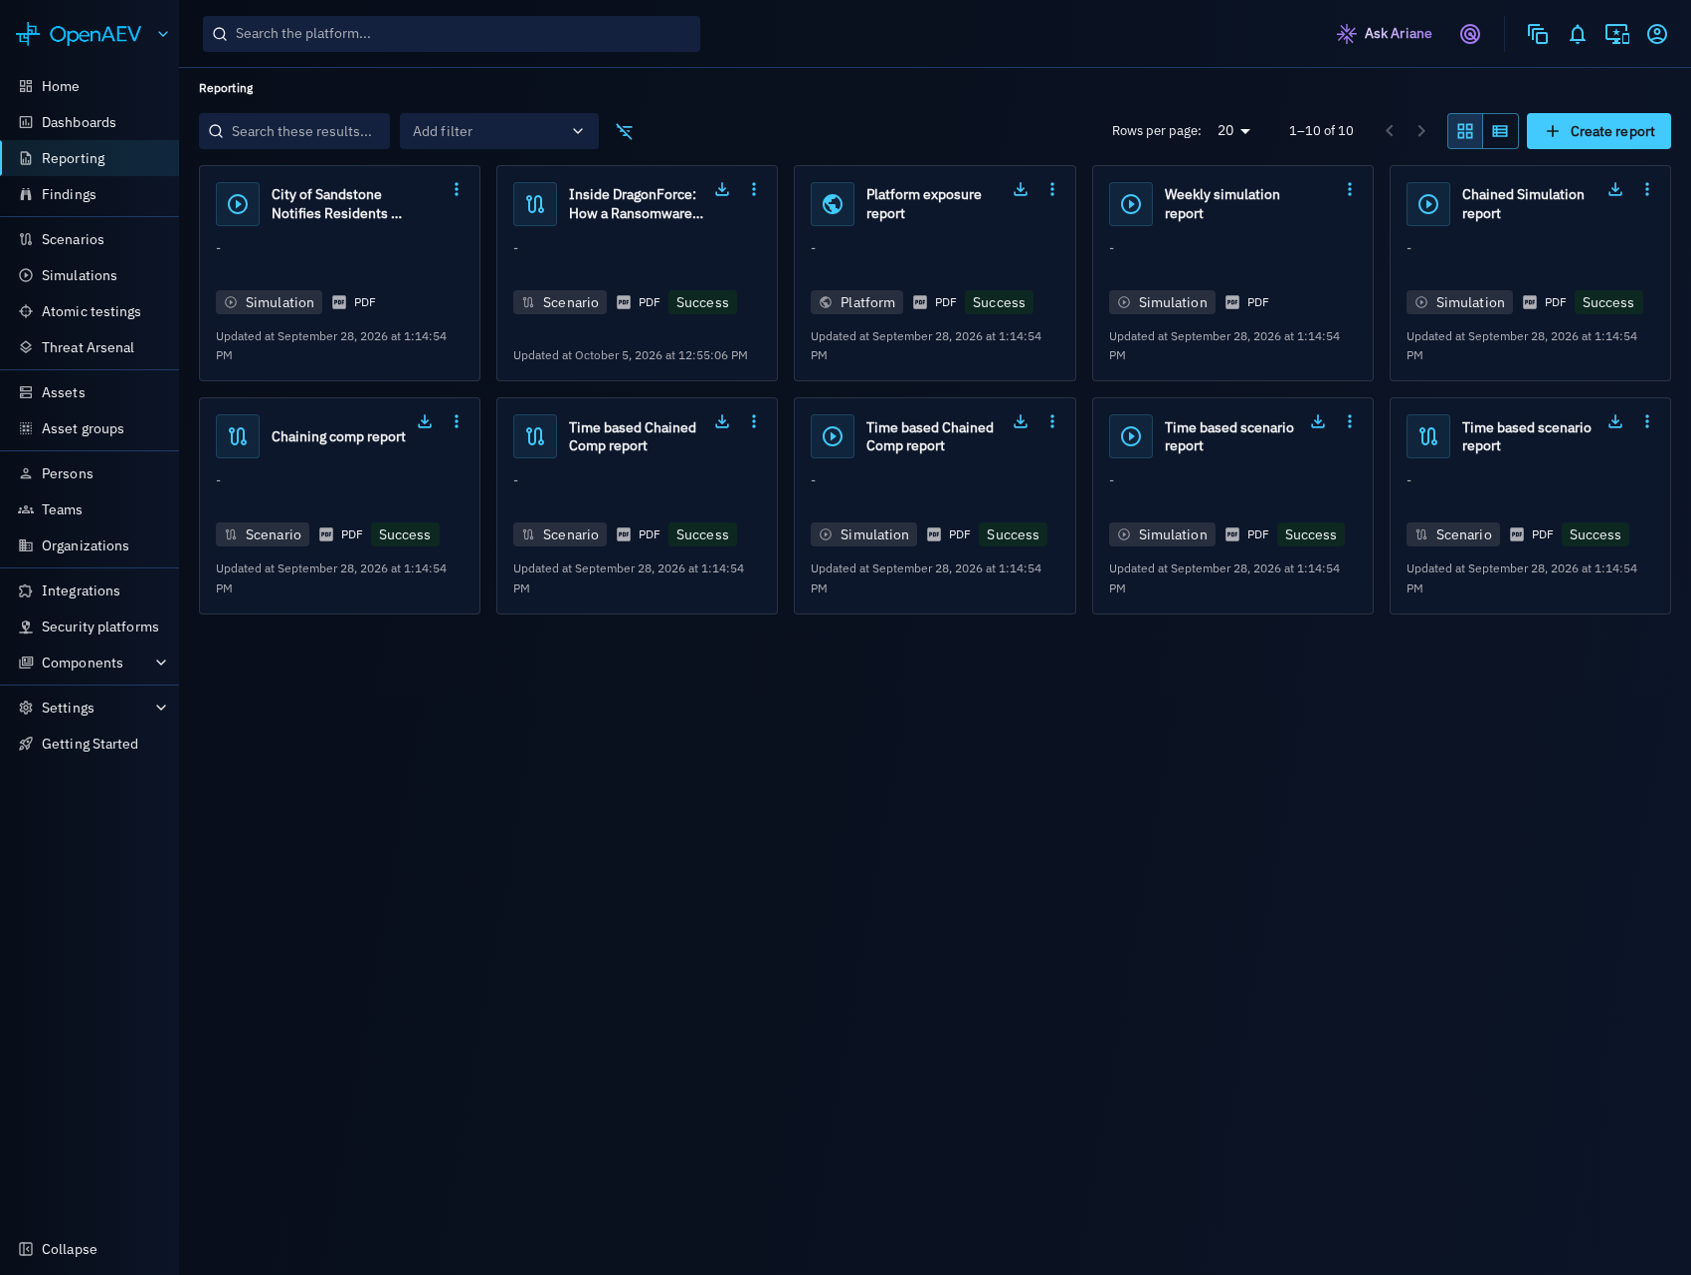 OpenAEV
Search the platform...
Ask Ariane
Home
Dashboards
Reporting
Findings
Scenarios
Simulations
Atomic testings
Threat Arsenal
Assets
Asset groups
Persons
Teams
Organizations
Integrations
Security platforms
Components
Settings
Getting Started
Collapse
Reporting
Search these results...
Add filter
Rows per page:
20
1–10 of 10
Create report
City of Sandstone
Notifies Residents ...
-
Simulation
PDF
Updated at September 28, 2026 at 1:14:54
PM
Inside DragonForce:
How a Ransomware...
-
Scenario
PDF
Success
Updated at October 5, 2026 at 12:55:06 PM
Platform exposure
report
-
Platform
PDF
Success
Updated at September 28, 2026 at 1:14:54
PM
Weekly simulation
report
-
Simulation
PDF
Updated at September 28, 2026 at 1:14:54
PM
Chained Simulation
report
-
Simulation
PDF
Success
Updated at September 28, 2026 at 1:14:54
PM
Chaining comp report
-
Scenario
PDF
Success
Updated at September 28, 2026 at 1:14:54
PM
Time based Chained
Comp report
-
Scenario
PDF
Success
Updated at September 28, 2026 at 1:14:54
PM
Time based Chained
Comp report
-
Simulation
PDF
Success
Updated at September 28, 2026 at 1:14:54
PM
Time based scenario
report
-
Simulation
PDF
Success
Updated at September 28, 2026 at 1:14:54
PM
Time based scenario
report
-
Scenario
PDF
Success
Updated at September 28, 2026 at 1:14:54
PM